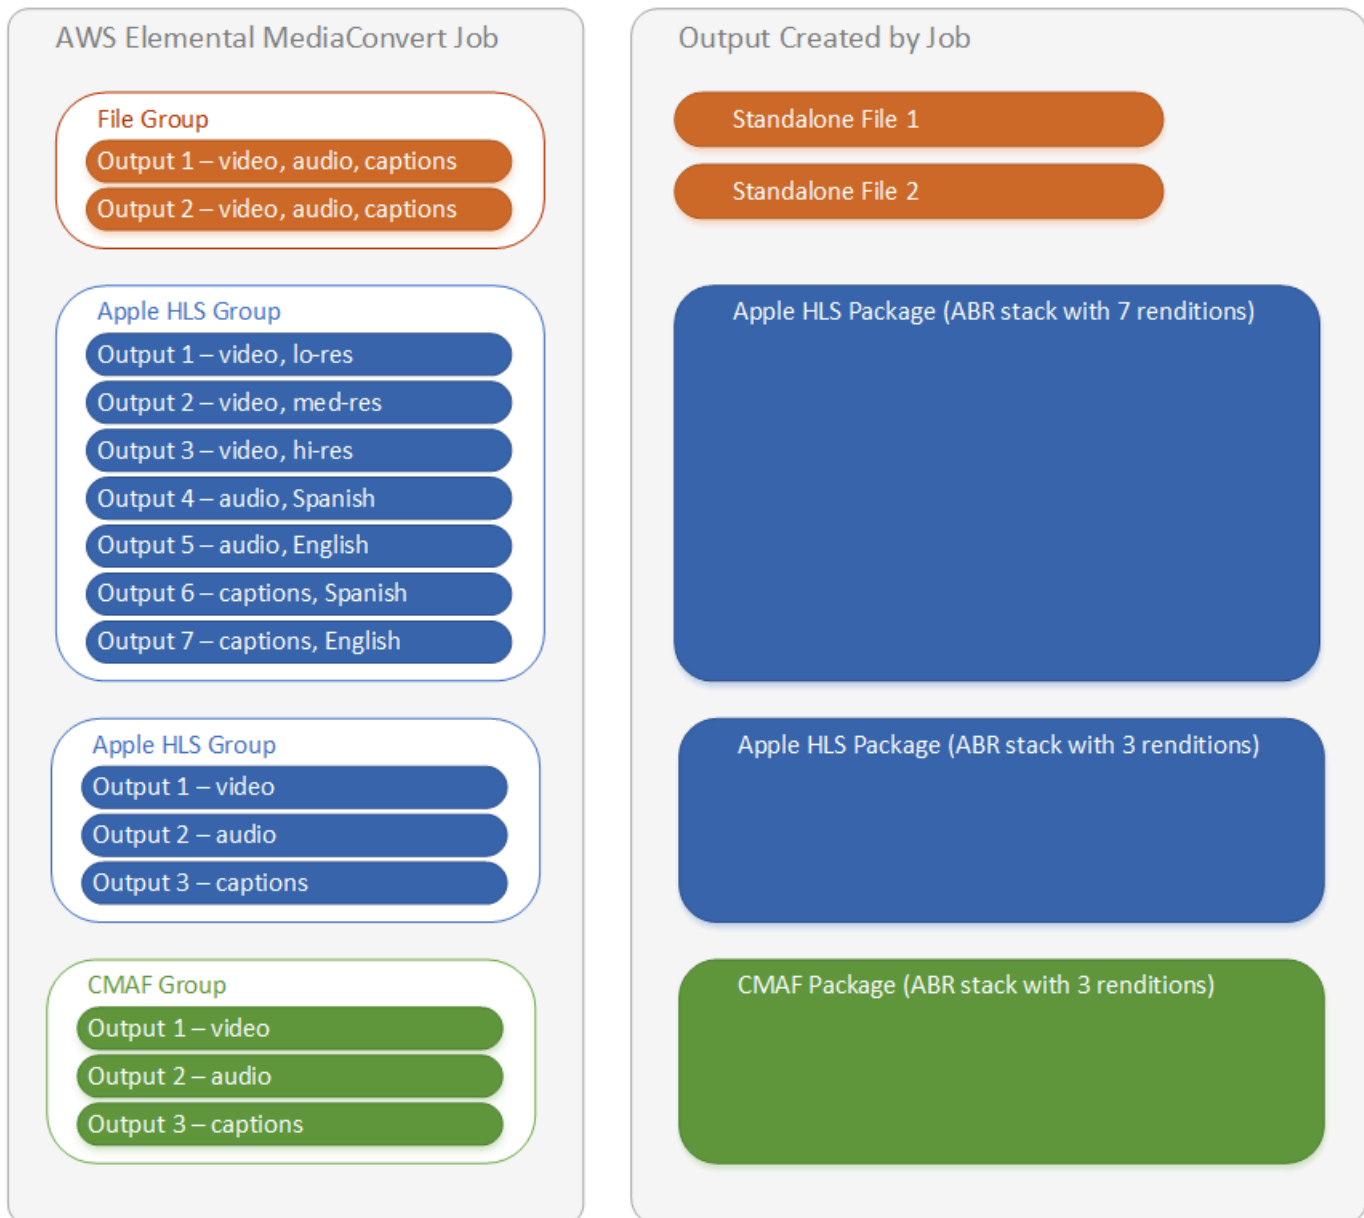 AWS Elemental MediaConvert Job
File Group
Output 1 – video, audio, captions
Output 2 – video, audio, captions
Apple HLS Group
Output 1 – video, lo-res
Output 2 – video, med-res
Output 3 – video, hi-res
Output 4 – audio, Spanish
Output 5 – audio, English
Output 6 – captions, Spanish
Output 7 – captions, English
Apple HLS Group
Output 1 – video
Output 2 – audio
Output 3 – captions
CMAF Group
Output 1 – video
Output 2 – audio
Output 3 – captions
Output Created by Job
Standalone File 1
Standalone File 2
Apple HLS Package (ABR stack with 7 renditions)
Apple HLS Package (ABR stack with 3 renditions)
CMAF Package (ABR stack with 3 renditions)